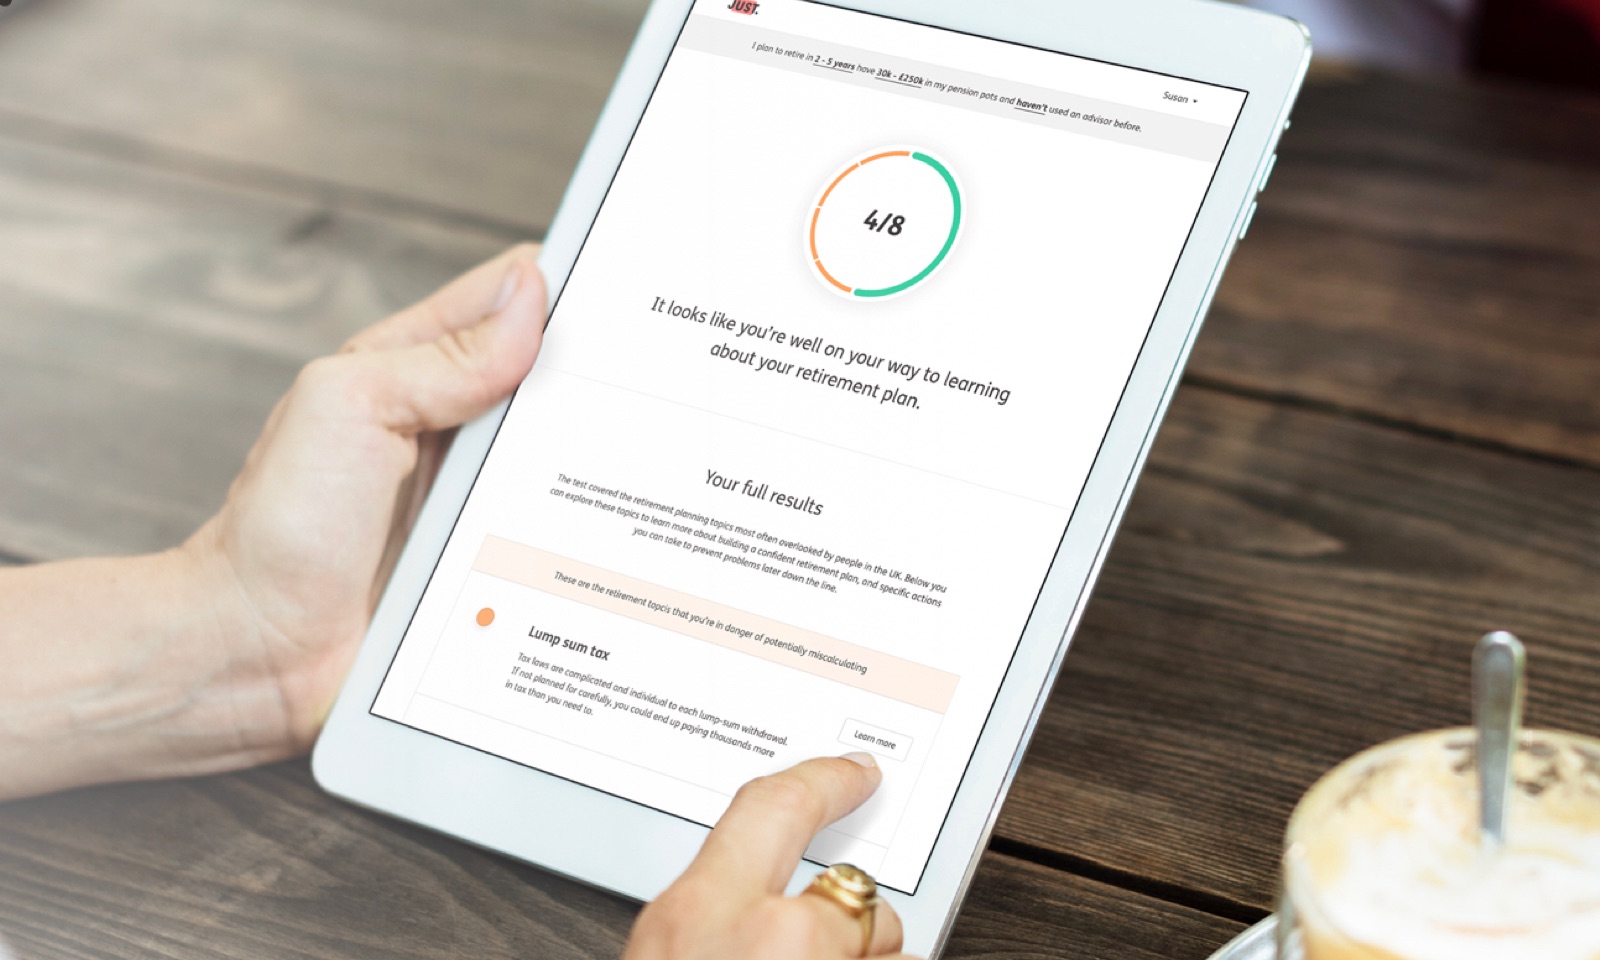 JUST.
Susan
I plan to retire in 2 - 5 years have 30k - £250k in my pension pots and haven't used an advisor before.
4/8
It looks like you're well on your way to learning
about your retirement plan.
Your full results
The test covered the retirement planning topics most often overlooked by people in the UK. Below you
can explore these topics to learn more about building a confident retirement plan, and specific actions
you can take to prevent problems later down the line.
These are the retirement topcis that you're in danger of potentially miscalculating
Lump sum tax
Tax laws are complicated and individual to each lump-sum withdrawal.
If not planned for carefully, you could end up paying thousands more
in tax than you need to.
Learn more